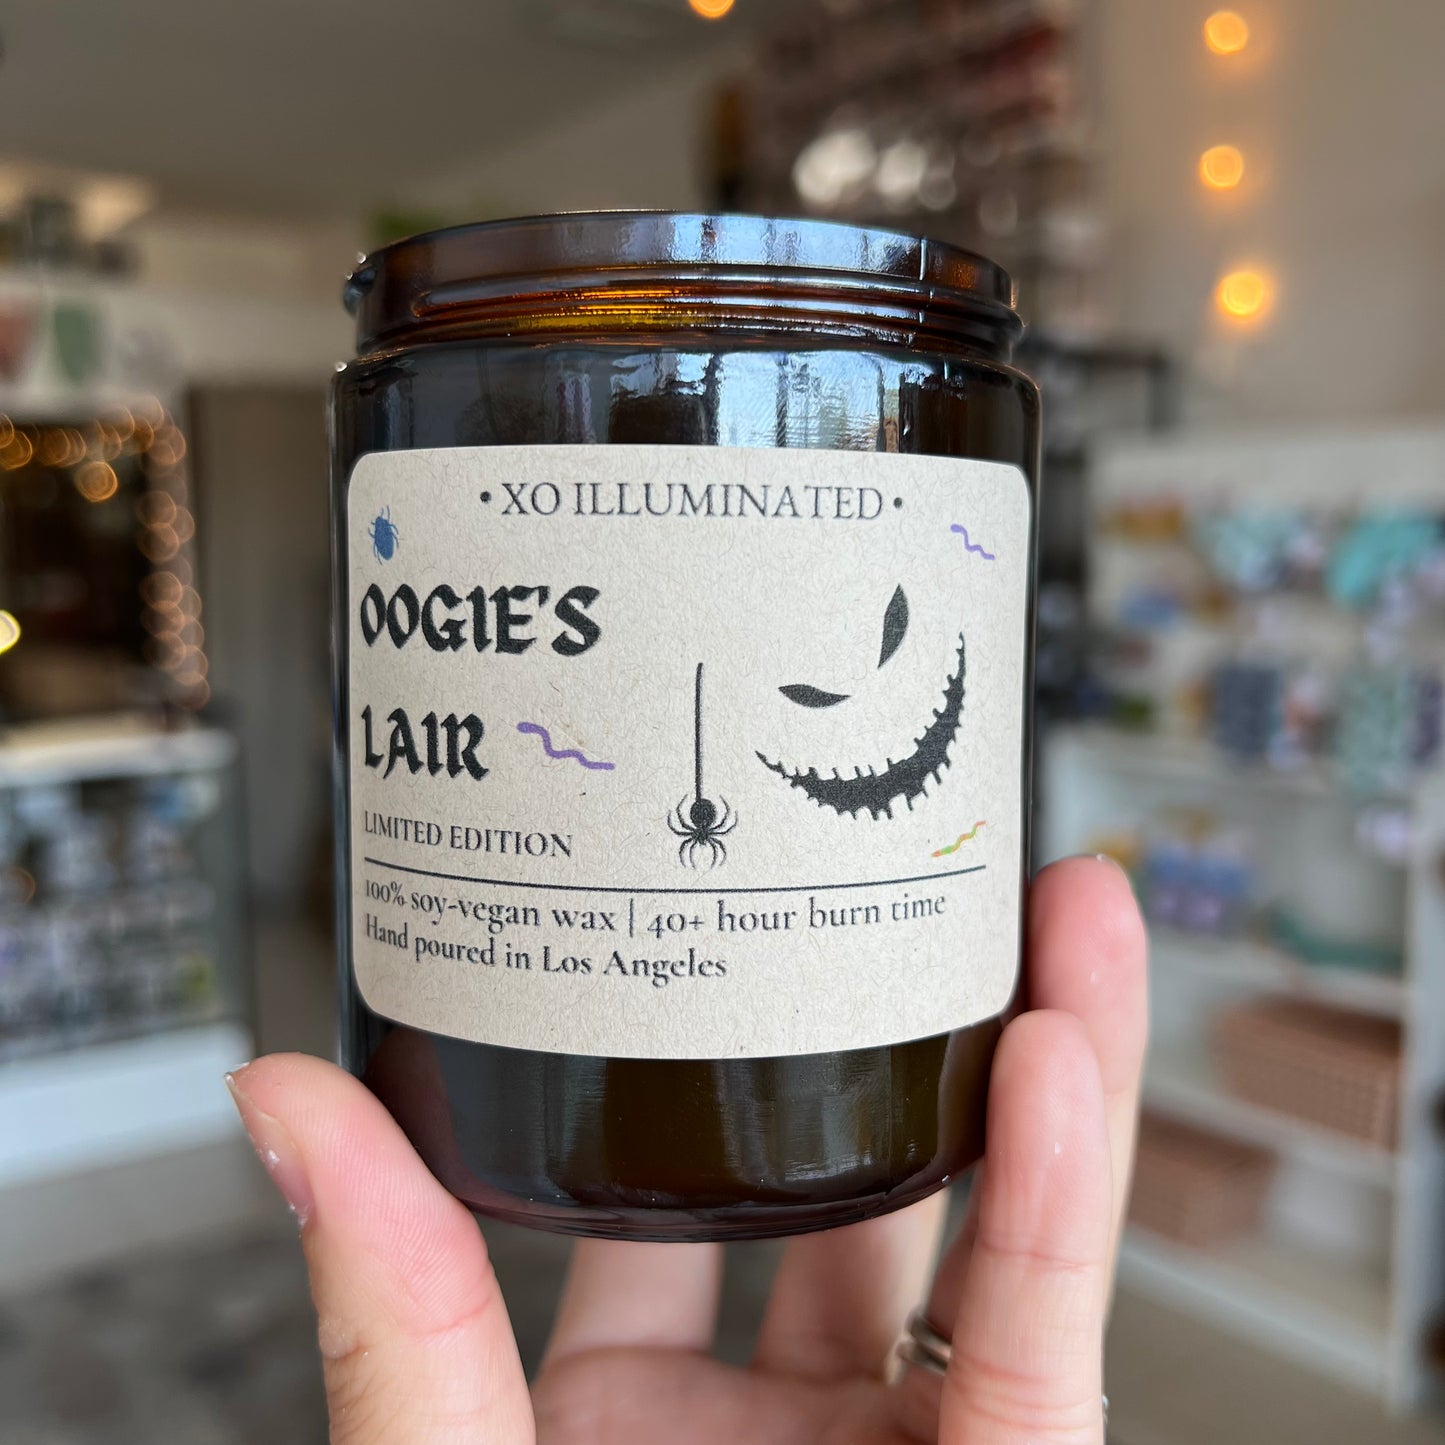 • XO ILLUMINATED •
OOGIE'S
LAIR
LIMITED EDITION
100% soy-vegan wax | 40+ hour burn time
Hand poured in Los Angeles